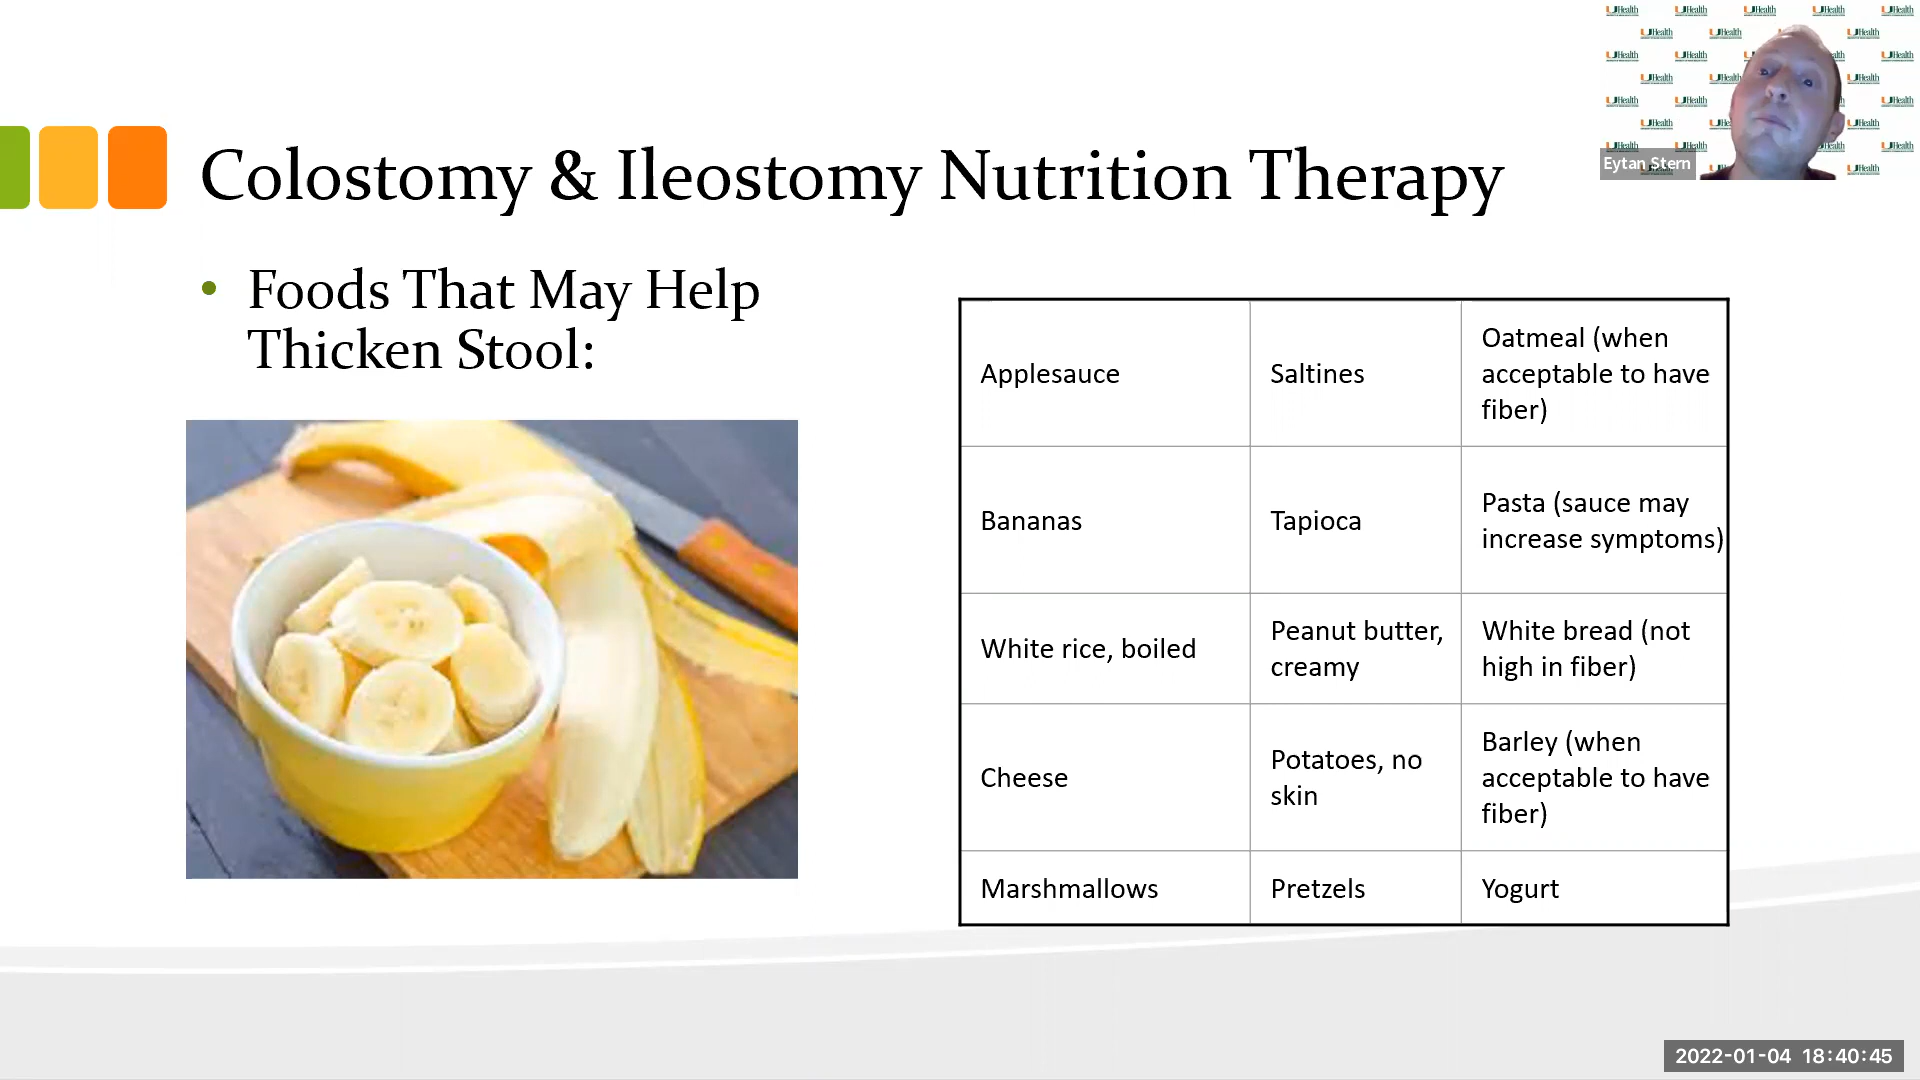 UHealth
Eytan Stern
Colostomy & Ileostomy Nutrition Therapy
• Foods That May Help
Thicken Stool:
Applesauce
Saltines
Oatmeal (when
acceptable to have
fiber)
Bananas
Tapioca
Pasta (sauce may
increase symptoms)
White rice, boiled
Peanut butter,
creamy
White bread (not
high in fiber)
Cheese
Potatoes, no
skin
Barley (when
acceptable to have
fiber)
Marshmallows
Pretzels
Yogurt
2022-01-04 18:40:45